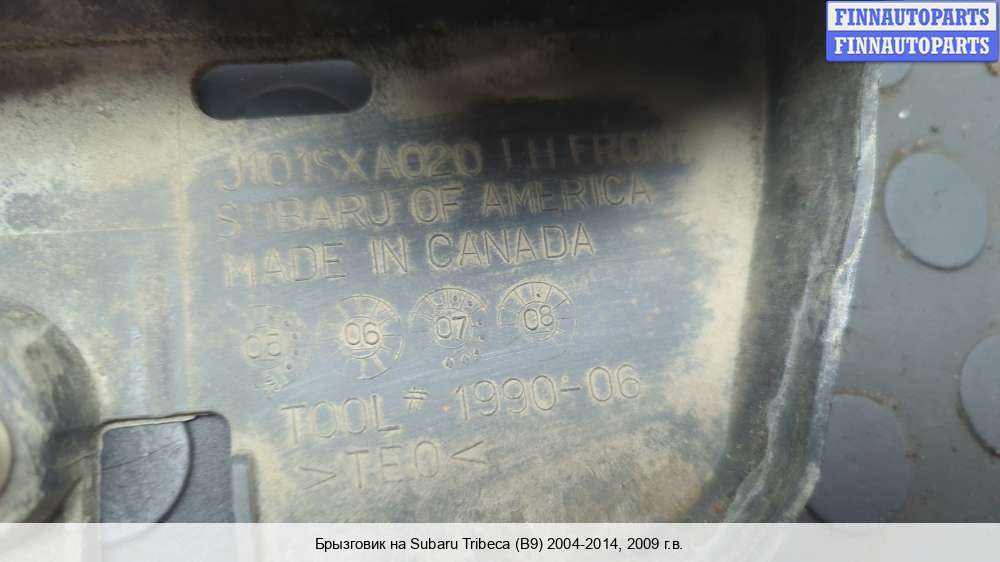 FINNAUTOPARTS
FINNAUTOPARTS
J101SXA020 LH FRONT
SUBARU OF AMERICA
MADE IN CANADA
05 06 07 08
TOOL # 1990-06
>TEO<
Брызговик на Subaru Tribeca (B9) 2004-2014, 2009 г.в.